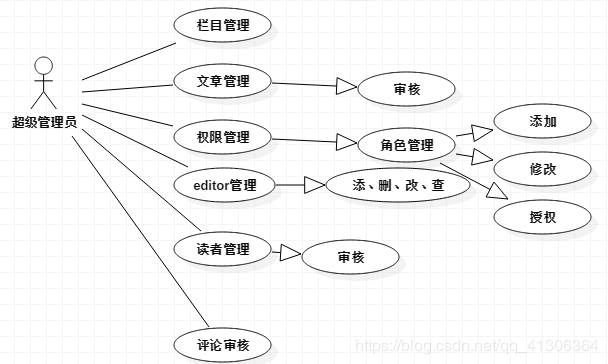 栏目管理
文章管理
审核
超级管理员
权限管理
角色管理
添加
修改
editor管理
添、删、改、查
授权
读者管理
审核
评论审核
https://blog.csdn.net/qq_41306364